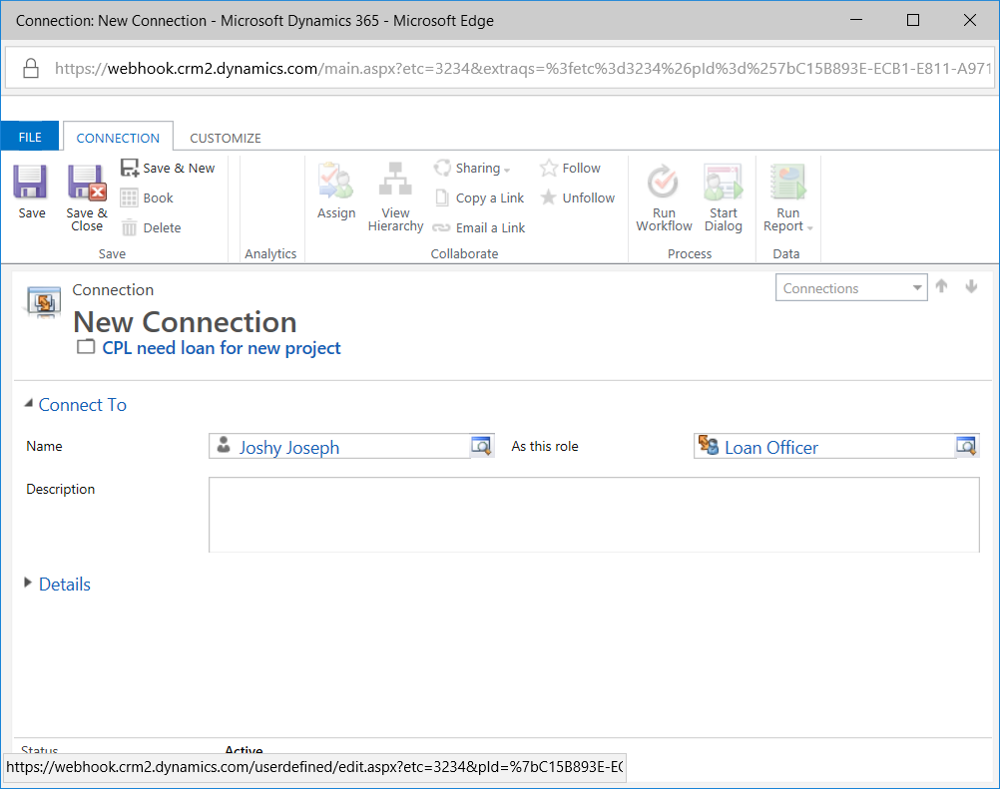 Connection: New Connection - Microsoft Dynamics 365 - Microsoft Edge
https://webhook.crm2.dynamics.com/main.aspx?etc=3234&extraqs=%3fetc%3d3234%26pId%3d%257bC15B893E-ECB1-E811-A971
FILE CONNECTION CUSTOMIZE
Save
Save & Close
Save & New
Book
Delete
Save
Analytics
Assign
View Hierarchy
Sharing
Copy a Link
Email a Link
Follow
Unfollow
Collaborate
Run Workflow
Start Dialog
Process
Run Report
Data
Connection
Connections
New Connection
CPL need loan for new project
Connect To
Name Joshy Joseph As this role Loan Officer
Description
Details
Status Active
https://webhook.crm2.dynamics.com/userdefined/edit.aspx?etc=3234&pId=%7bC15B893E-EC